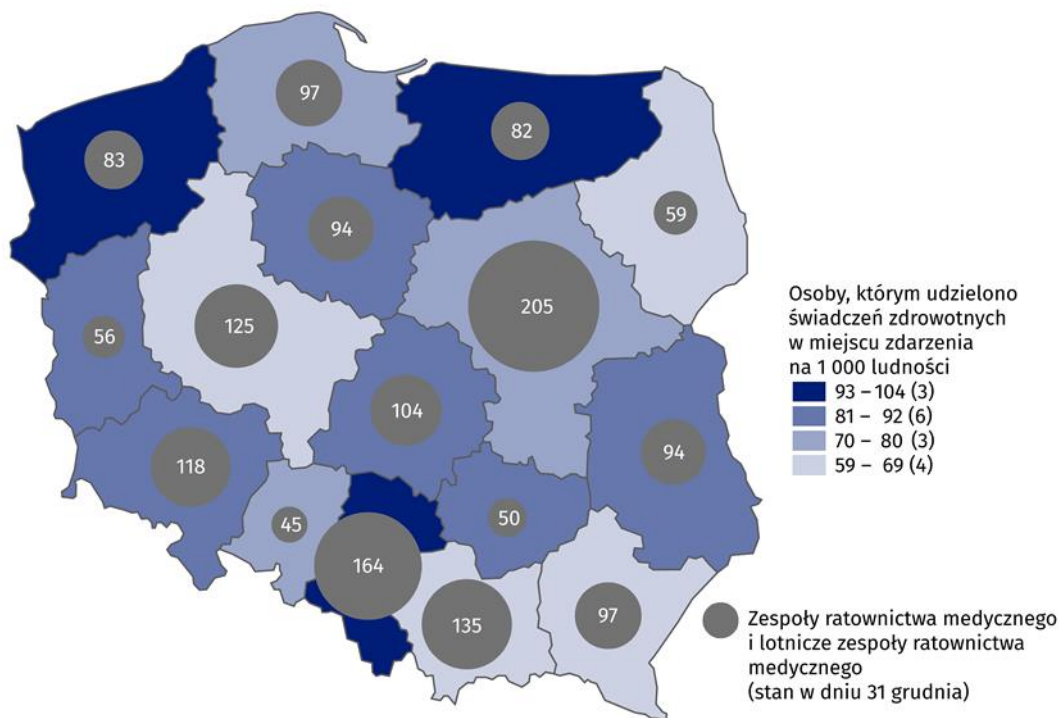 97
82
83
59
94
205
125
56
104
118
94
45
50
164
135
97
Osoby, którym udzielono
świadczeń zdrowotnych
w miejscu zdarzenia
na 1 000 ludności
93 – 104 (3)
81 – 92 (6)
70 – 80 (3)
59 – 69 (4)
Zespoły ratownictwa medycznego
i lotnicze zespoły ratownictwa
medycznego
(stan w dniu 31 grudnia)